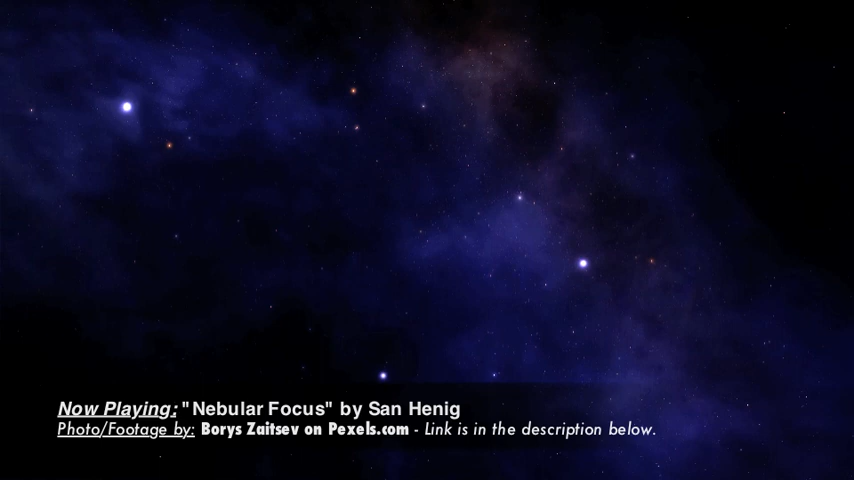 Now Playing: "Nebular Focus" by San Henig
Photo/Footage by: Borys Zaitsev on Pexels.com - Link is in the description below.